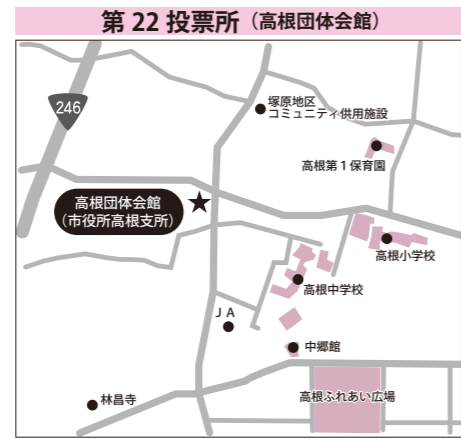 第 22 投票所（高根団体会館）
246
塚原地区
コミュニティ供用施設
高根第１保育園
高根団体会館
（市役所高根支所）
高根小学校
高根中学校
ＪＡ
中郷館
林昌寺
高根ふれあい広場